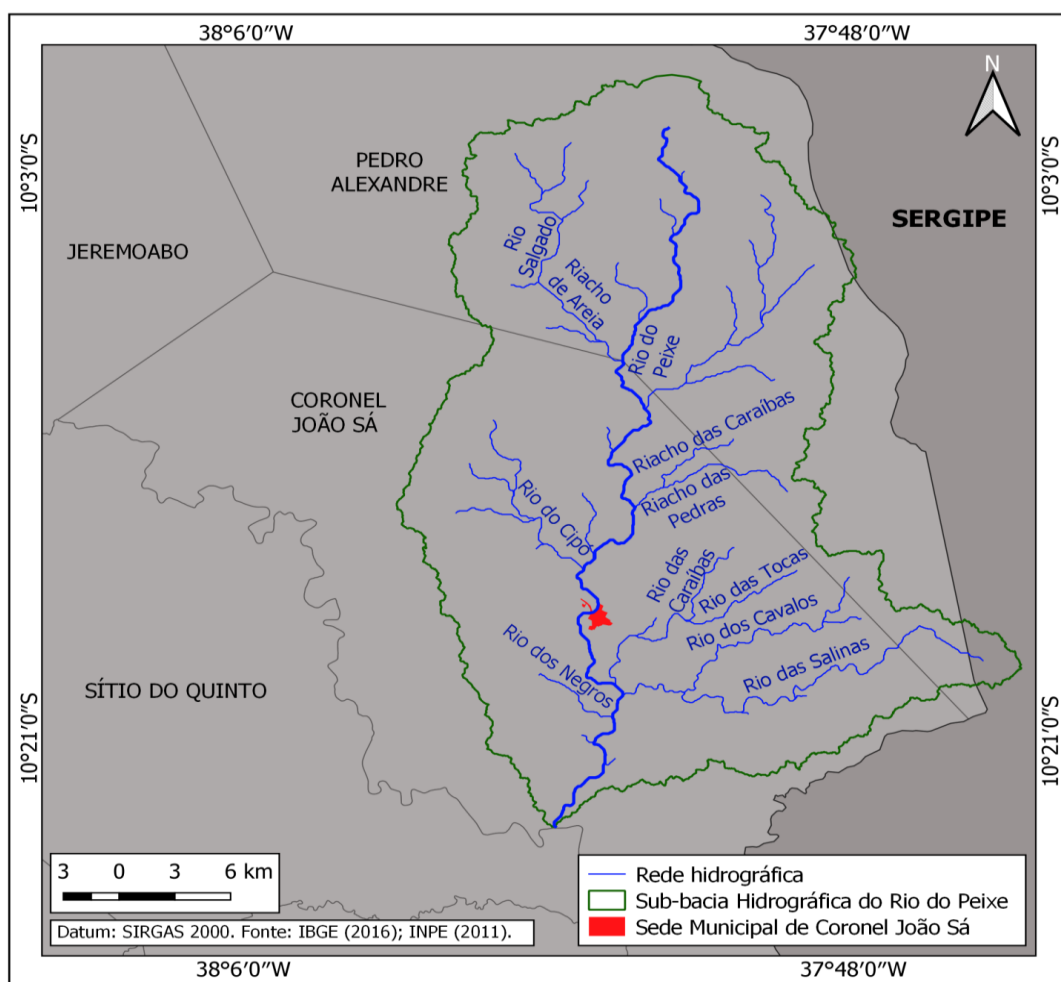 38°6′0″W
37°48′0″W
N
10°3′0″S
10°3′0″S
PEDRO
ALEXANDRE
SERGIPE
JEREMOABO
Rio
Salgado
Riacho
de Areia
Rio do
Peixe
CORONEL
JOÃO SÁ
Riacho das Caraíbas
Riacho das
Pedras
Rio do Cipó
Rio das
Caraíbas
Rio das Tocas
Rio dos Cavalos
Rio das Salinas
Rio dos Negros
SÍTIO DO QUINTO
10°21′0″S
10°21′0″S
3 0 3 6 km
Datum: SIRGAS 2000. Fonte: IBGE (2016); INPE (2011).
Rede hidrográfica
Sub-bacia Hidrográfica do Rio do Peixe
Sede Municipal de Coronel João Sá
38°6′0″W
37°48′0″W